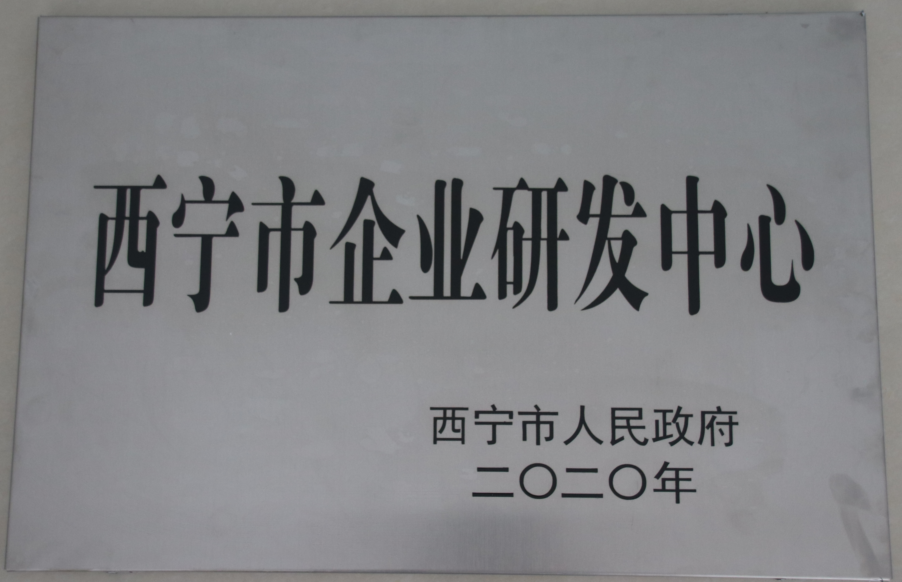 西宁市企业研发中心
西宁市人民政府
二〇二〇年